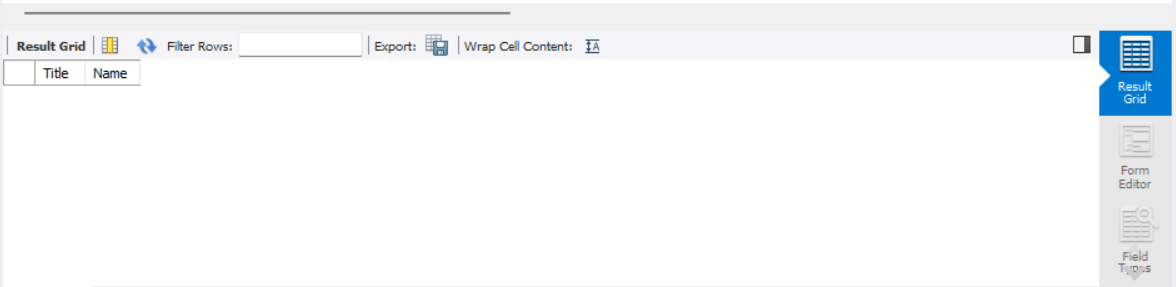 Result Grid Filter Rows: Export: Wrap Cell Content: A
Title Name
Result
Grid
Form
Editor
Field
Types